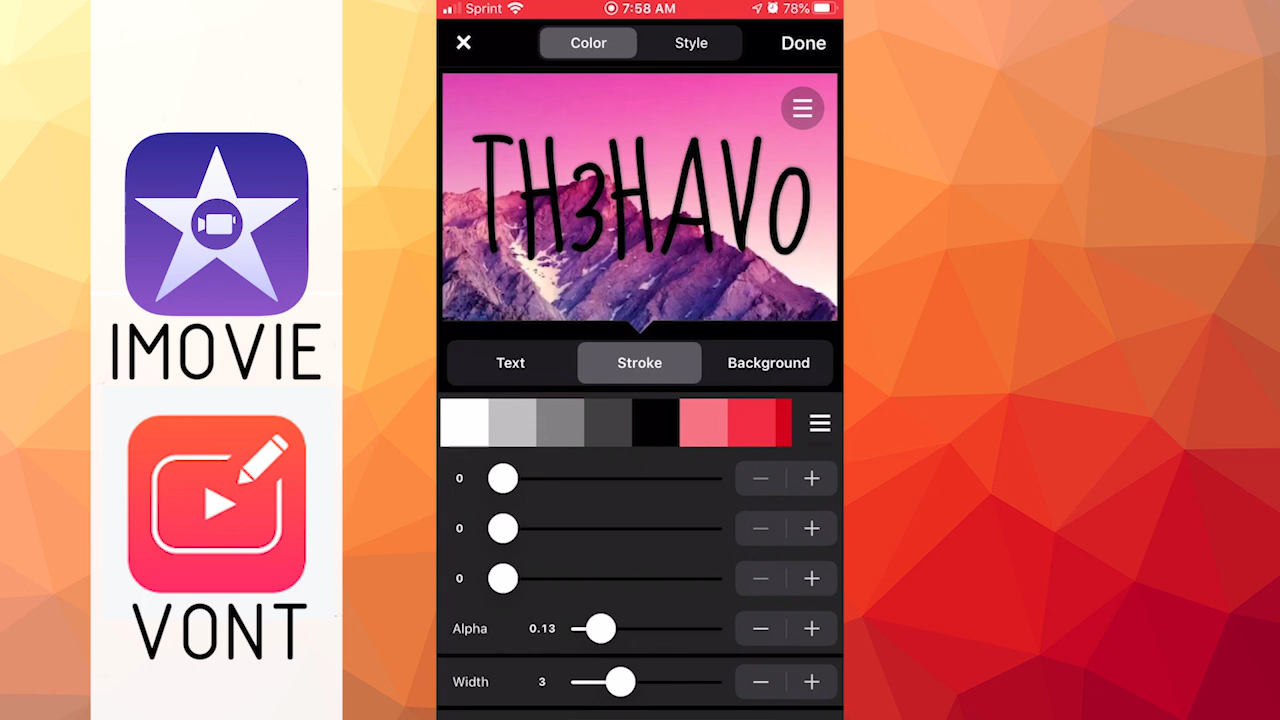 IMOVIE
VONT
Sprint 7:58 AM 78%
Color Style Done
TH3HAVo
Text Stroke Background
0
0
0
Alpha 0.13
Width 3